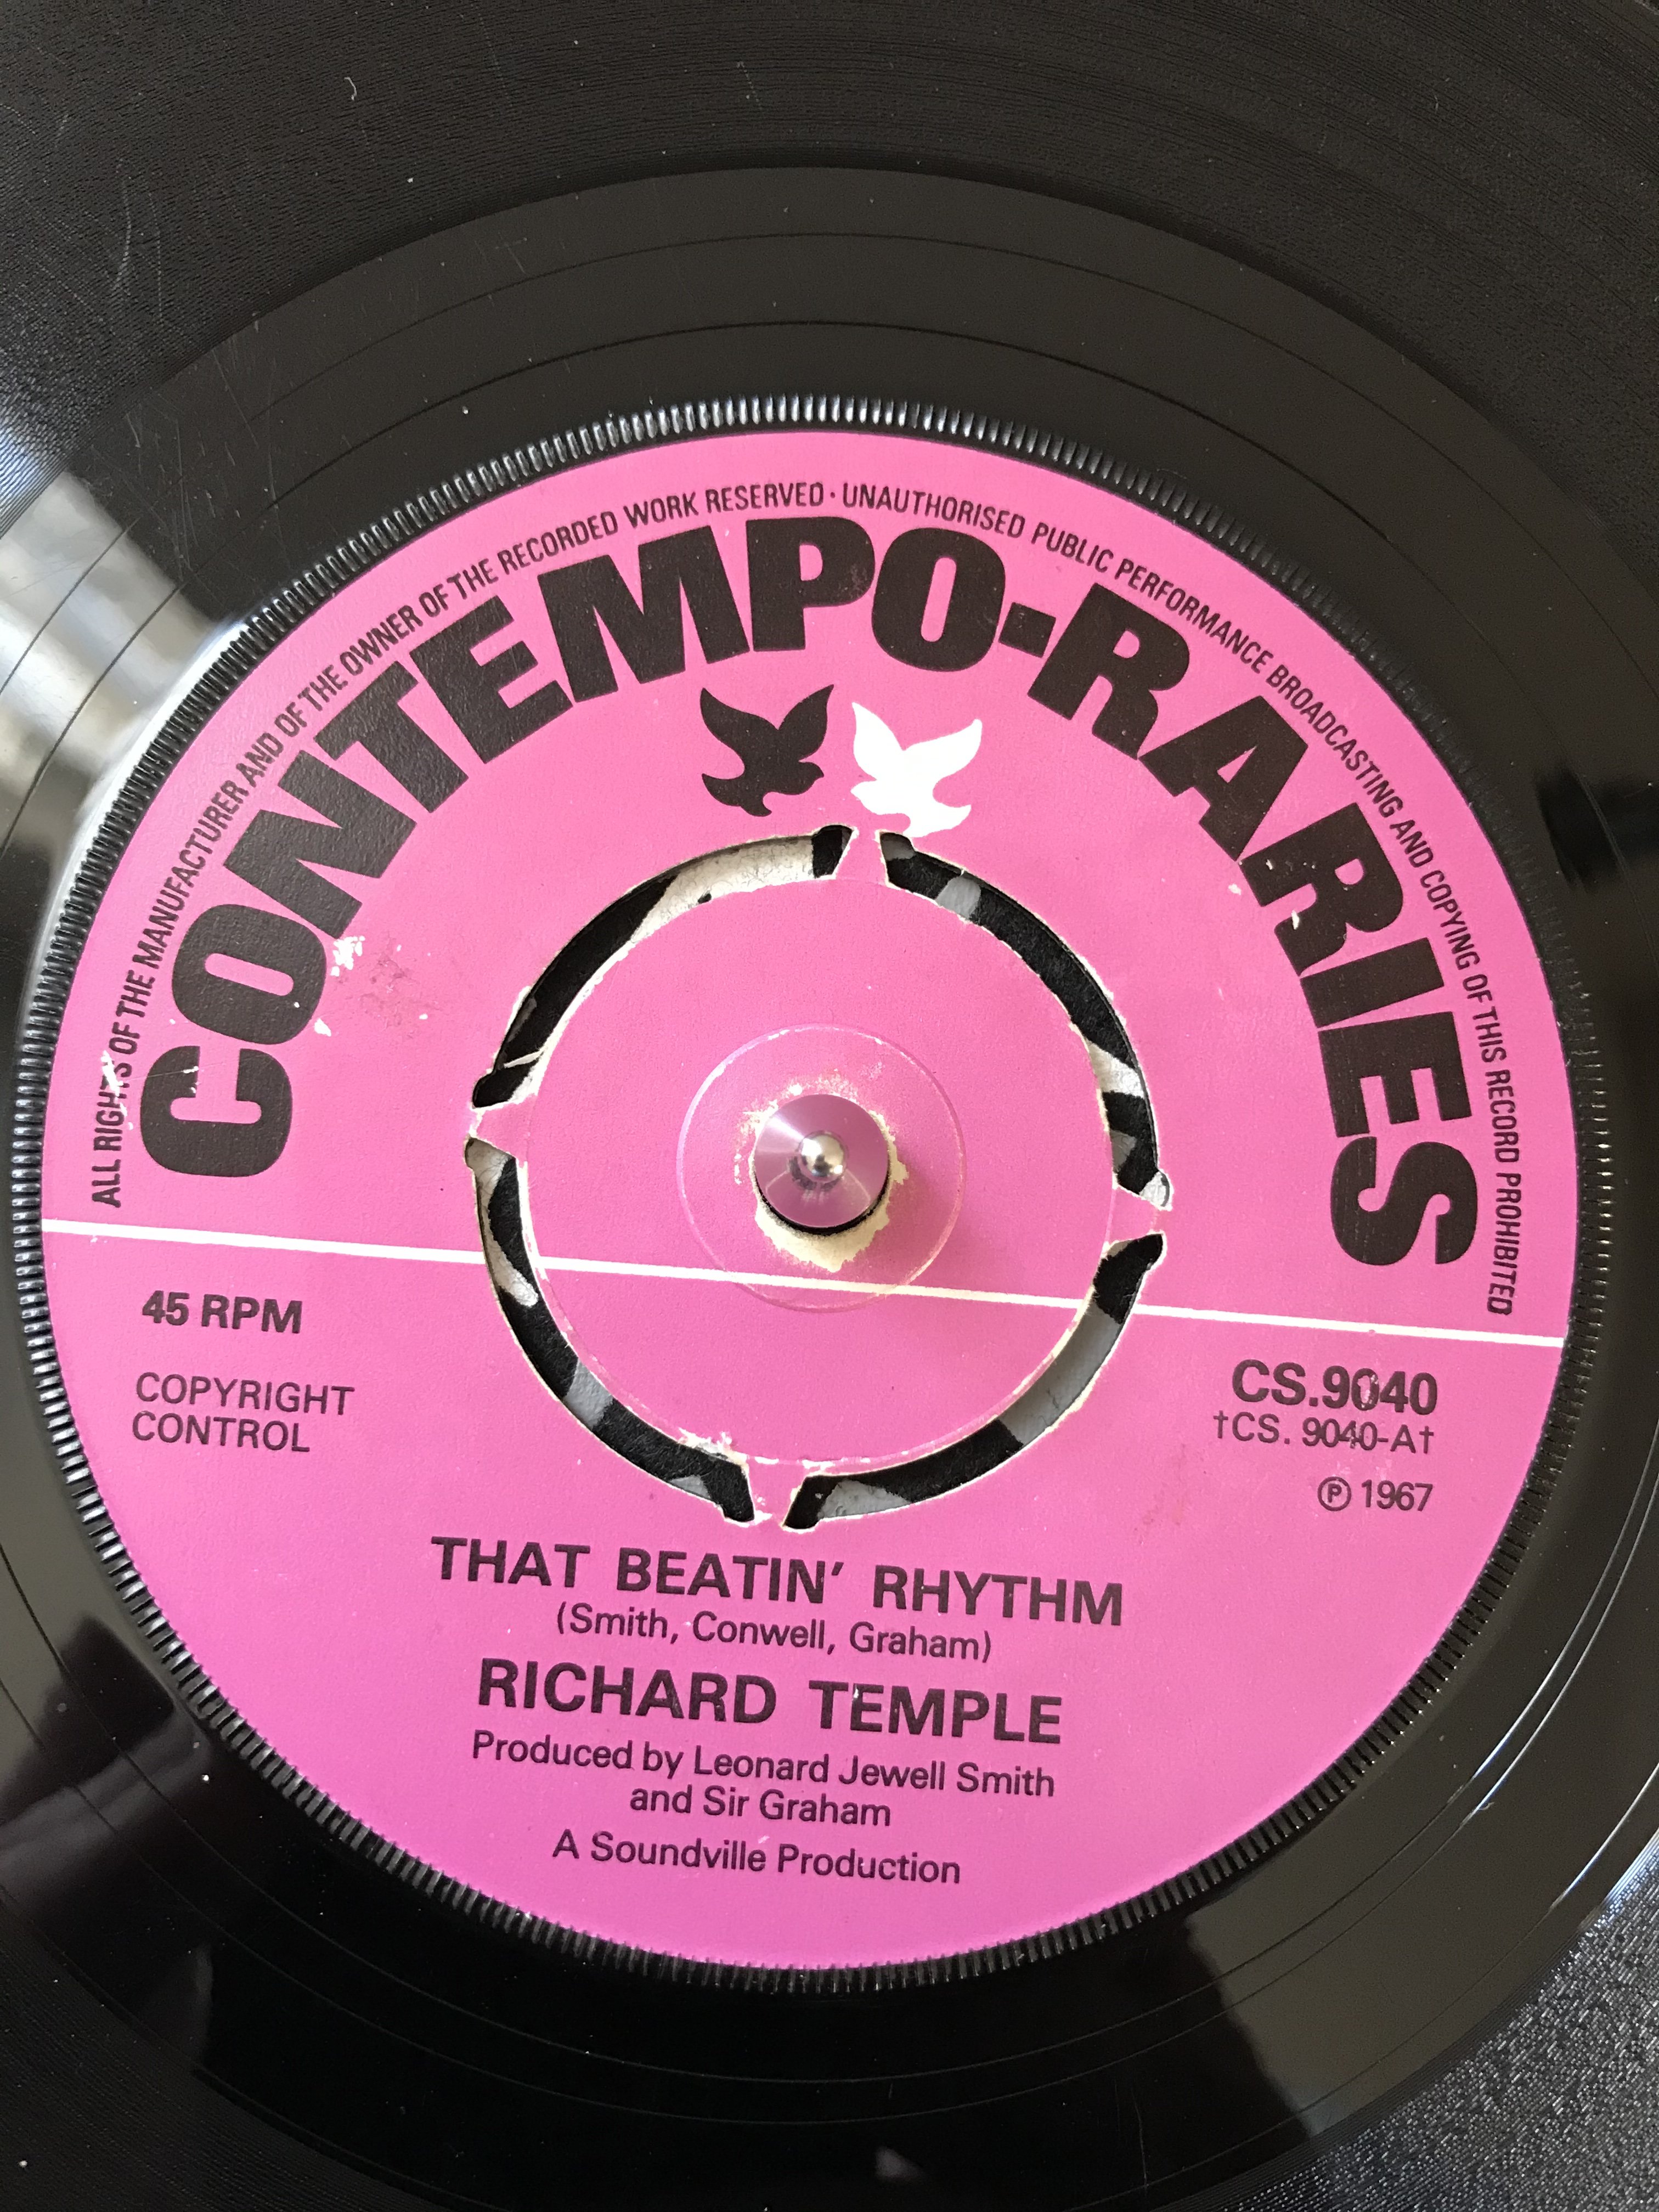 ALL RIGHTS OF THE MANUFACTURER AND OF THE OWNER OF THE RECORDED WORK RESERVED · UNAUTHORISED PUBLIC PERFORMANCE BROADCASTING AND COPYING OF THIS RECORD PROHIBITED
CONTEMPO-RARIES
45 RPM
COPYRIGHT
CONTROL
CS.9040
†CS. 9040-A†
℗ 1967
THAT BEATIN' RHYTHM
(Smith, Conwell, Graham)
RICHARD TEMPLE
Produced by Leonard Jewell Smith
and Sir Graham
A Soundville Production